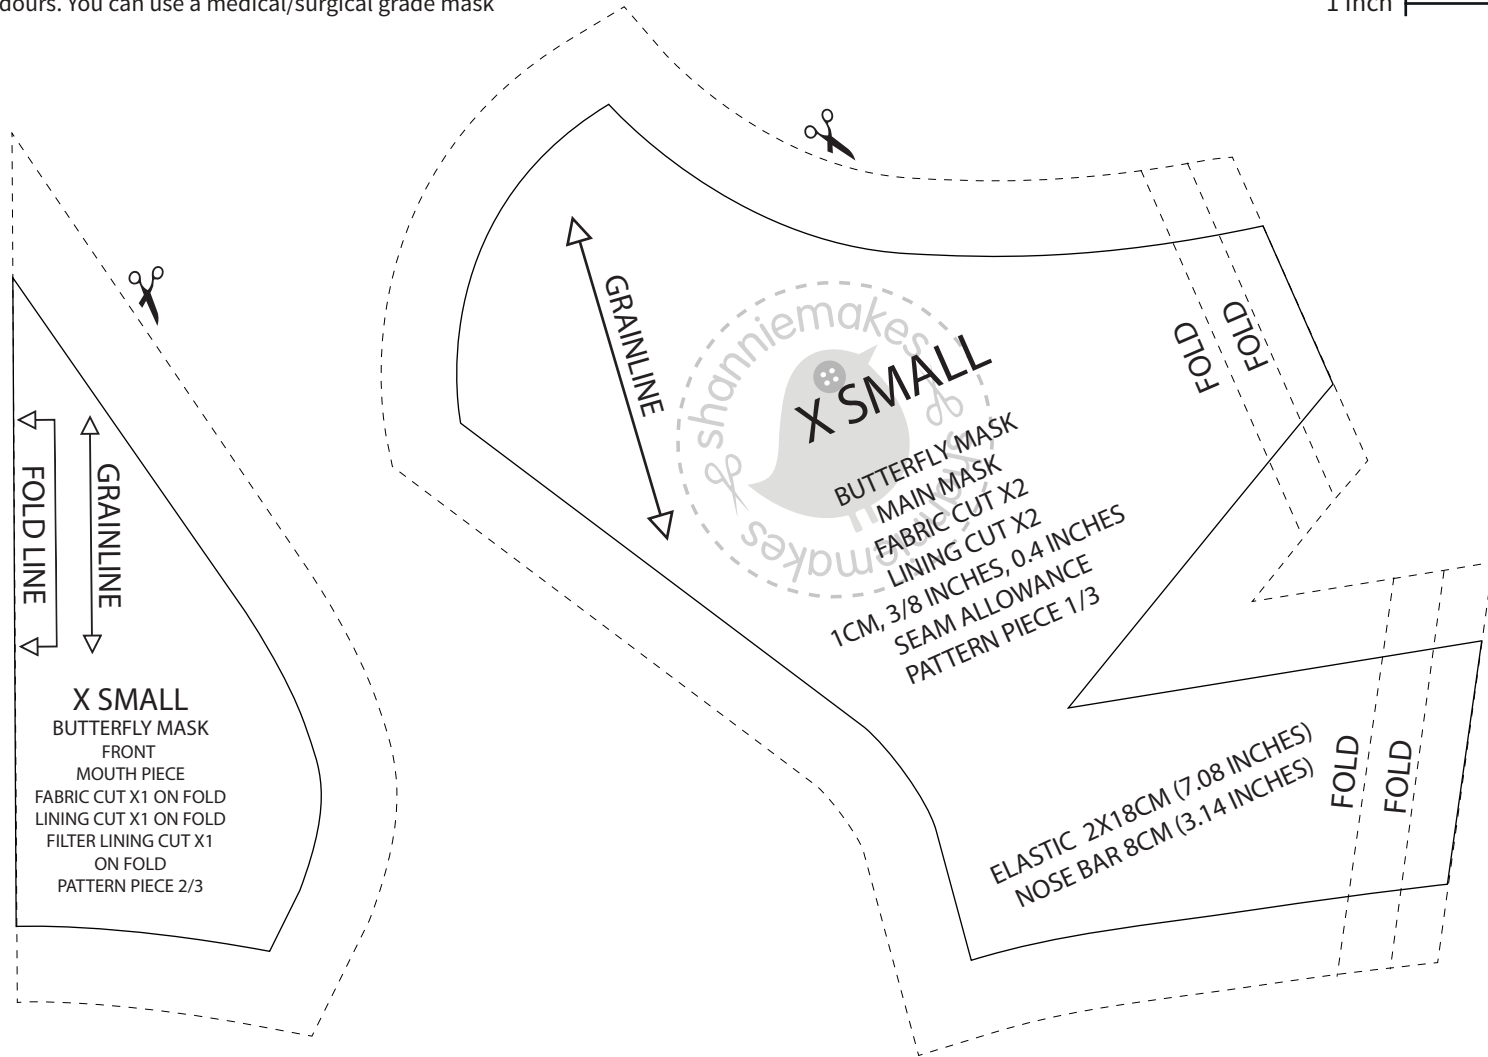 dours. You can use a medical/surgical grade mask
1 Inch
GRAINLINE
FOLD LINE
X SMALL
BUTTERFLY MASK
FRONT
MOUTH PIECE
FABRIC CUT X1 ON FOLD
LINING CUT X1 ON FOLD
FILTER LINING CUT X1
ON FOLD
PATTERN PIECE 2/3
GRAINLINE
shanniemakes
shanniemakes
X SMALL
BUTTERFLY MASK
MAIN MASK
FABRIC CUT X2
LINING CUT X2
1CM, 3/8 INCHES, 0.4 INCHES
SEAM ALLOWANCE
PATTERN PIECE 1/3
FOLD
FOLD
ELASTIC 2X18CM (7.08 INCHES)
NOSE BAR 8CM (3.14 INCHES)
FOLD
FOLD